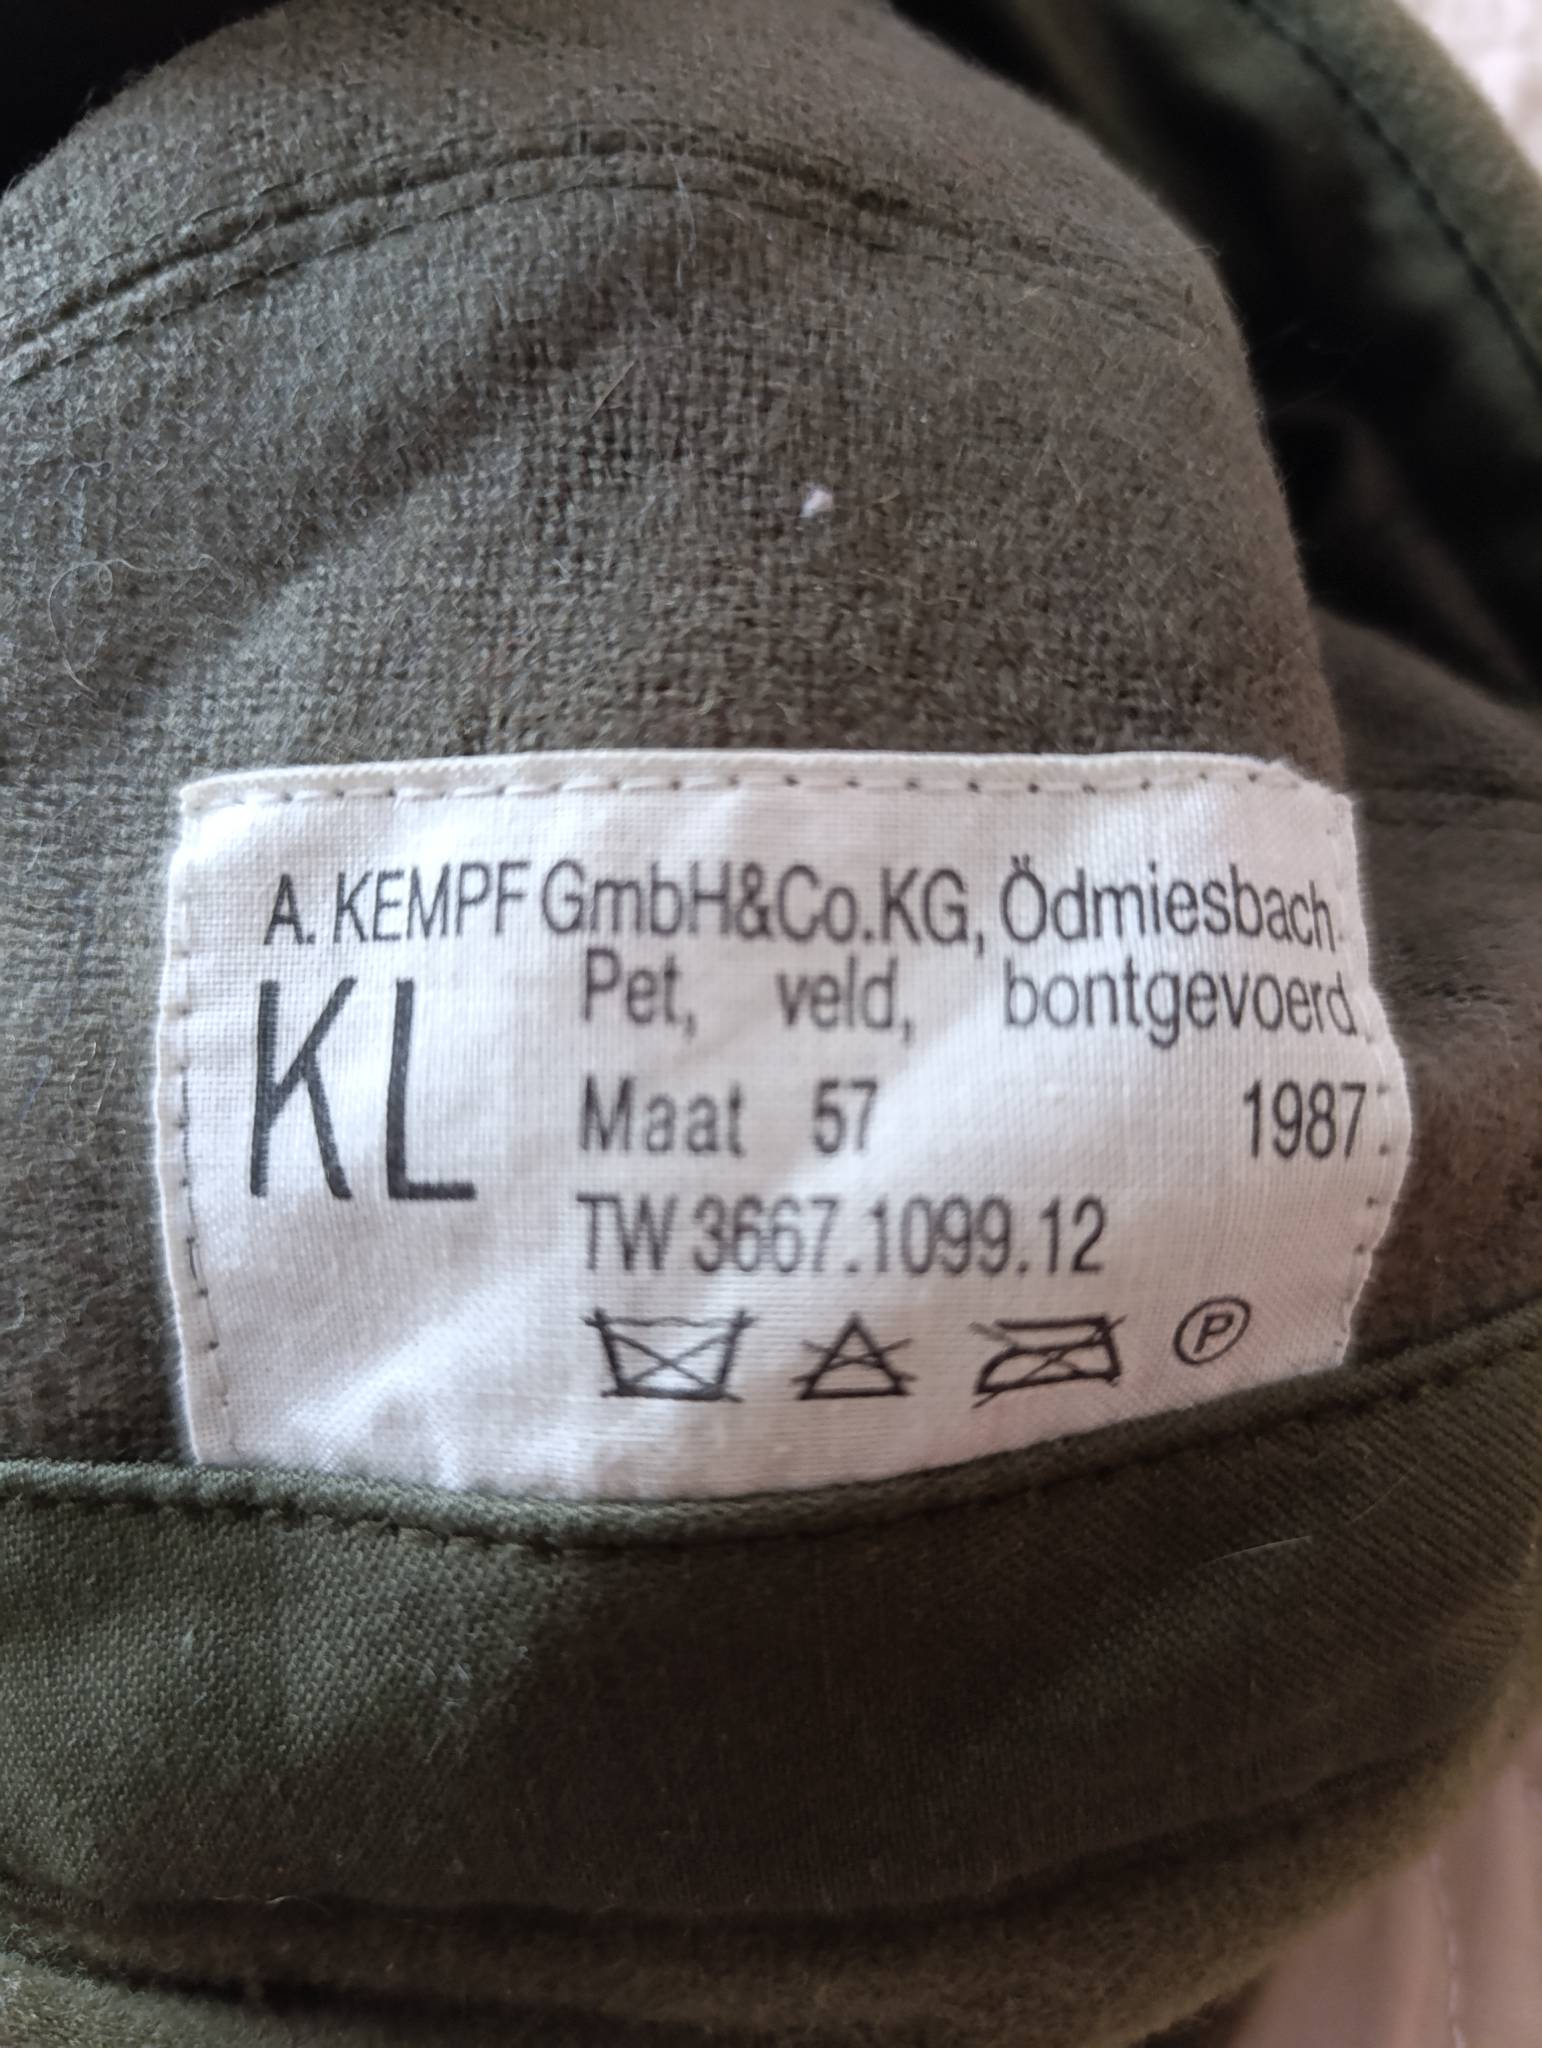 A. KEMPF GmbH&Co.KG, Ödmiesbach
KL
Pet, veld, bontgevoerd
Maat 57 1987
TW 3667.1099.12
P